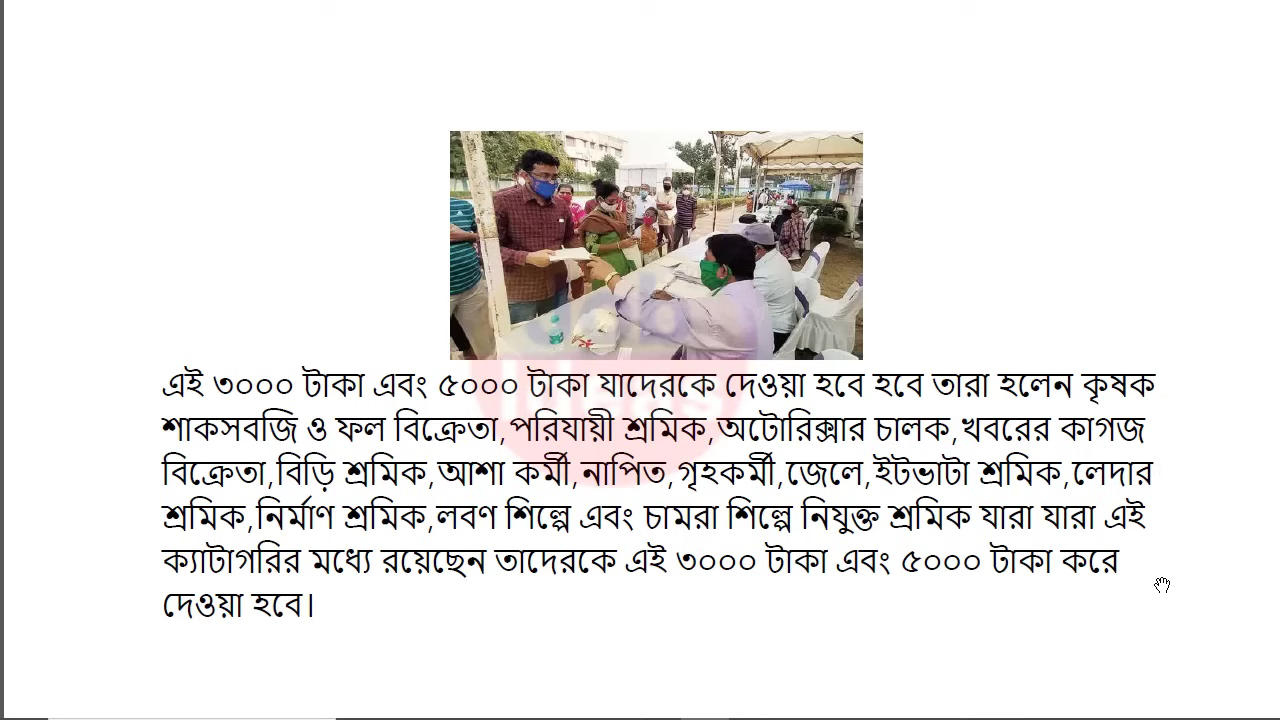 এই ৩০০০ টাকা এবং ৫০০০ টাকা যাদেরকে দেওয়া হবে হবে তারা হলেন কৃষক
শাকসবজি ও ফল বিক্রেতা,পরিযায়ী শ্রমিক,অটোরিক্সার চালক,খবরের কাগজ
বিক্রেতা,বিড়ি শ্রমিক,আশা কর্মী,নাপিত,গৃহকর্মী,জেলে,ইটভাটা শ্রমিক,লেদার
শ্রমিক,নির্মাণ শ্রমিক,লবণ শিল্পে এবং চামরা শিল্পে নিযুক্ত শ্রমিক যারা যারা এই
ক্যাটাগরির মধ্যে রয়েছেন তাদেরকে এই ৩০০০ টাকা এবং ৫০০০ টাকা করে
দেওয়া হবে।